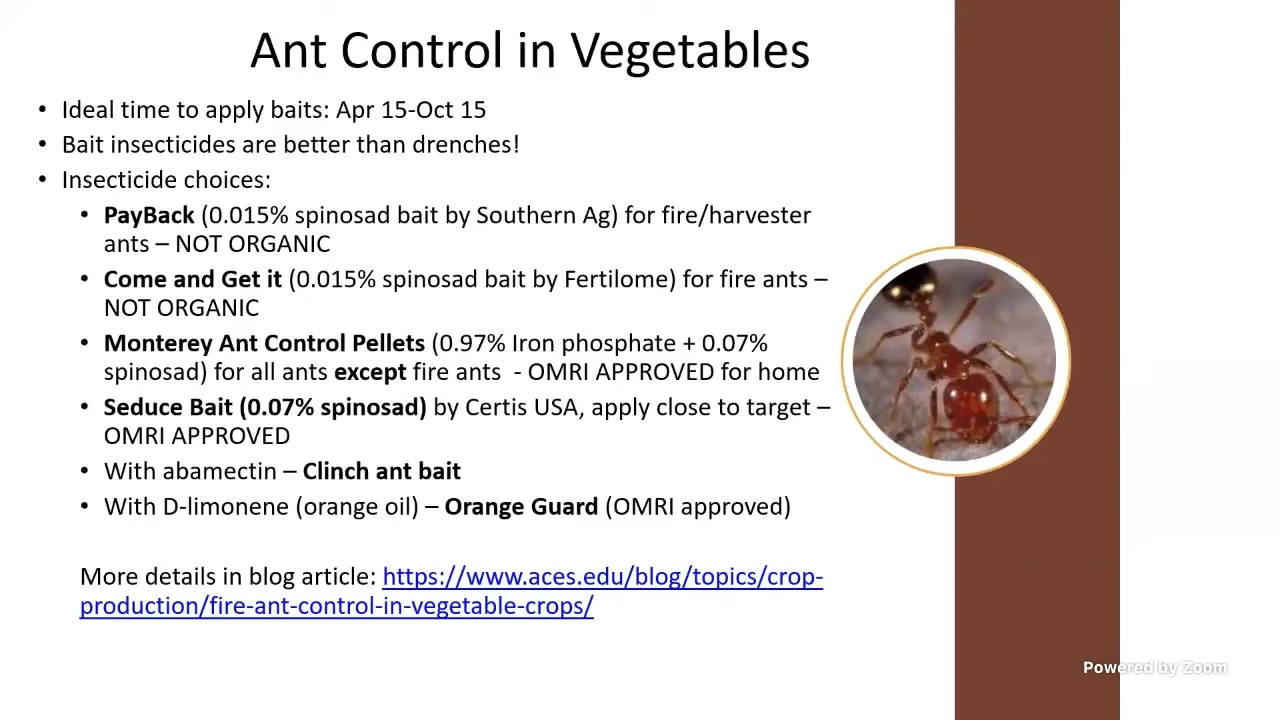 Ant Control in Vegetables
• Ideal time to apply baits: Apr 15-Oct 15
• Bait insecticides are better than drenches!
• Insecticide choices:
• PayBack (0.015% spinosad bait by Southern Ag) for fire/harvester
ants – NOT ORGANIC
• Come and Get it (0.015% spinosad bait by Fertilome) for fire ants –
NOT ORGANIC
• Monterey Ant Control Pellets (0.97% Iron phosphate + 0.07%
spinosad) for all ants except fire ants - OMRI APPROVED for home
• Seduce Bait (0.07% spinosad) by Certis USA, apply close to target –
OMRI APPROVED
• With abamectin – Clinch ant bait
• With D-limonene (orange oil) – Orange Guard (OMRI approved)
More details in blog article: https://www.aces.edu/blog/topics/crop-
production/fire-ant-control-in-vegetable-crops/
Powered by Zoom